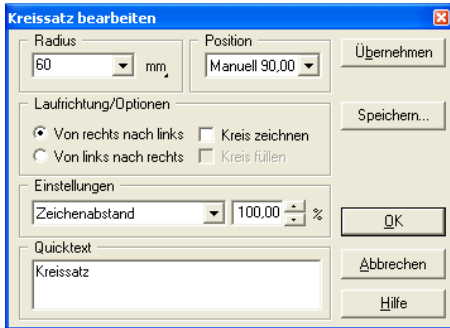 Kreissatz bearbeiten
Radius
60 mm
Position
Manuell 90,00
Übernehmen
Laufrichtung/Optionen
Von rechts nach links Kreis zeichnen
Von links nach rechts Kreis füllen
Speichern...
Einstellungen
Zeichenabstand 100,00 %
OK
Quicktext
Kreissatz
Abbrechen
Hilfe